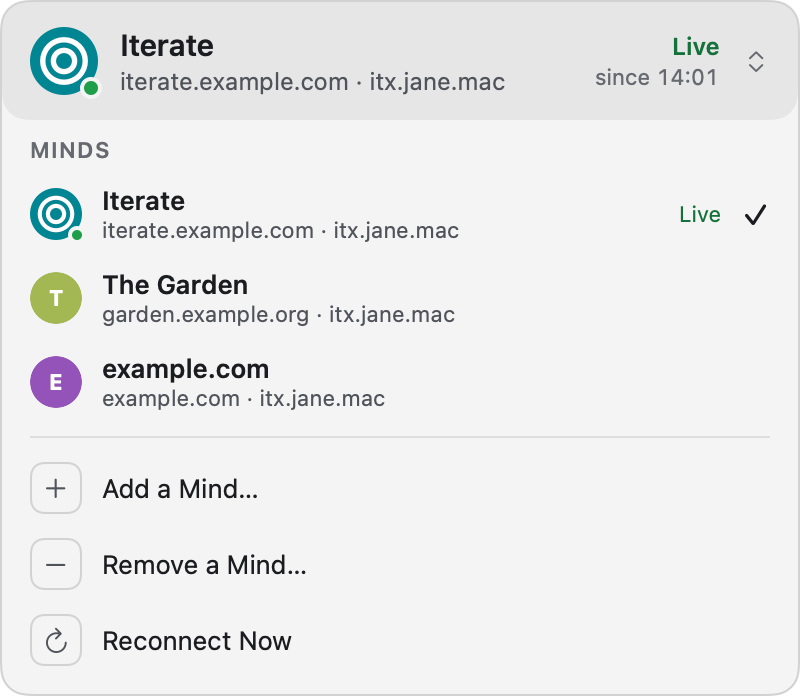 Iterate
iterate.example.com · itx.jane.mac
Live
since 14:01
MINDS
Iterate
iterate.example.com · itx.jane.mac
Live
T
The Garden
garden.example.org · itx.jane.mac
E
example.com
example.com · itx.jane.mac
Add a Mind...
Remove a Mind...
Reconnect Now